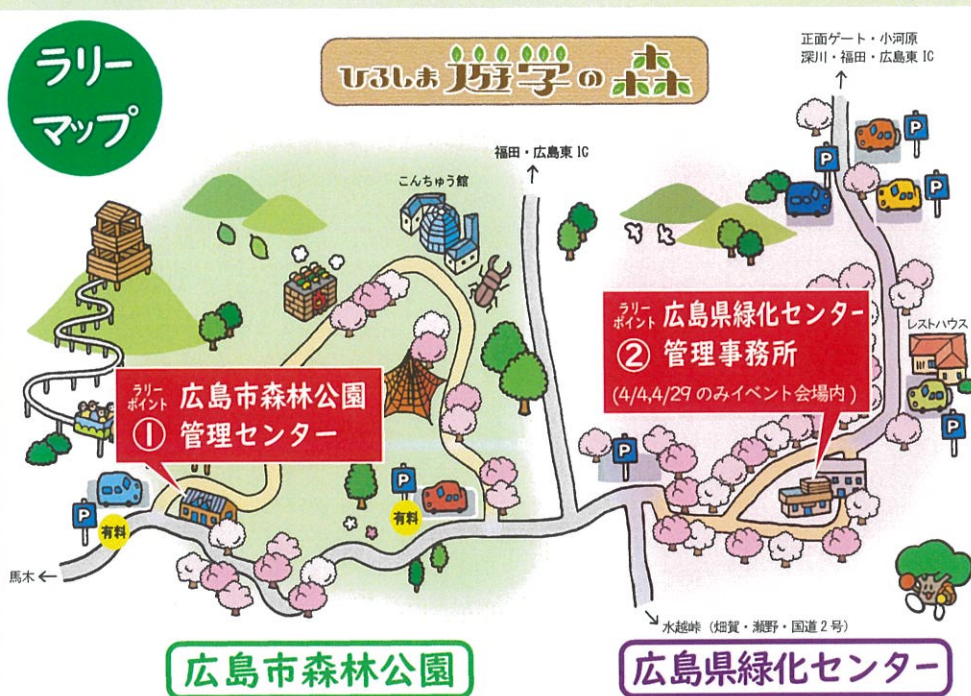 ラリー
マップ
ひろしま遊学の森
正面ゲート・小河原
深川・福田・広島東IC
福田・広島東IC
こんちゅう館
P
P
P
ラリー
ポイント
広島県緑化センター
② 管理事務所
(4/4,4/29のみイベント会場内)
レストハウス
P
ラリー
ポイント
広島市森林公園
① 管理センター
P
P
P
有料
有料
馬木←
水越峠(畑賀・瀬野・国道2号)
広島市森林公園
広島県緑化センター